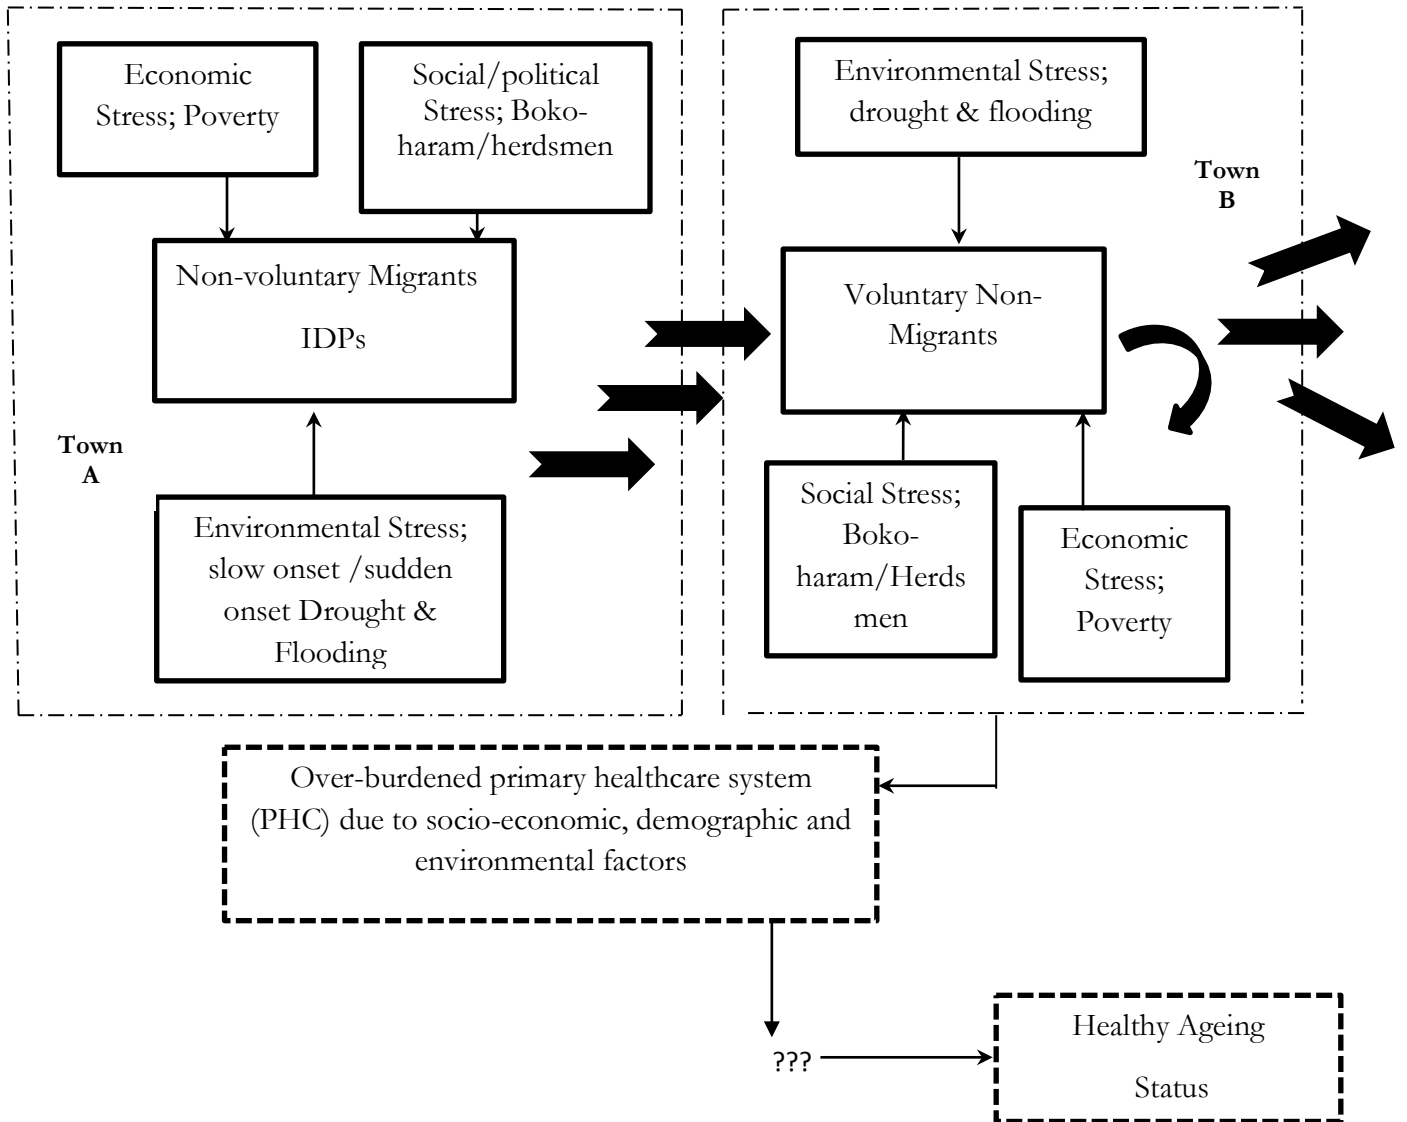 Economic
Stress; Poverty
Social/political
Stress; Boko-
haram/herdsmen
Non-voluntary Migrants
IDPs
Town
A
Environmental Stress;
slow onset /sudden
onset Drought &
Flooding
Environmental Stress;
drought & flooding
Town
B
Voluntary Non-
Migrants
Social Stress;
Boko-
haram/Herds
men
Economic
Stress;
Poverty
Over-burdened primary healthcare system
(PHC) due to socio-economic, demographic and
environmental factors
???
Healthy Ageing
Status